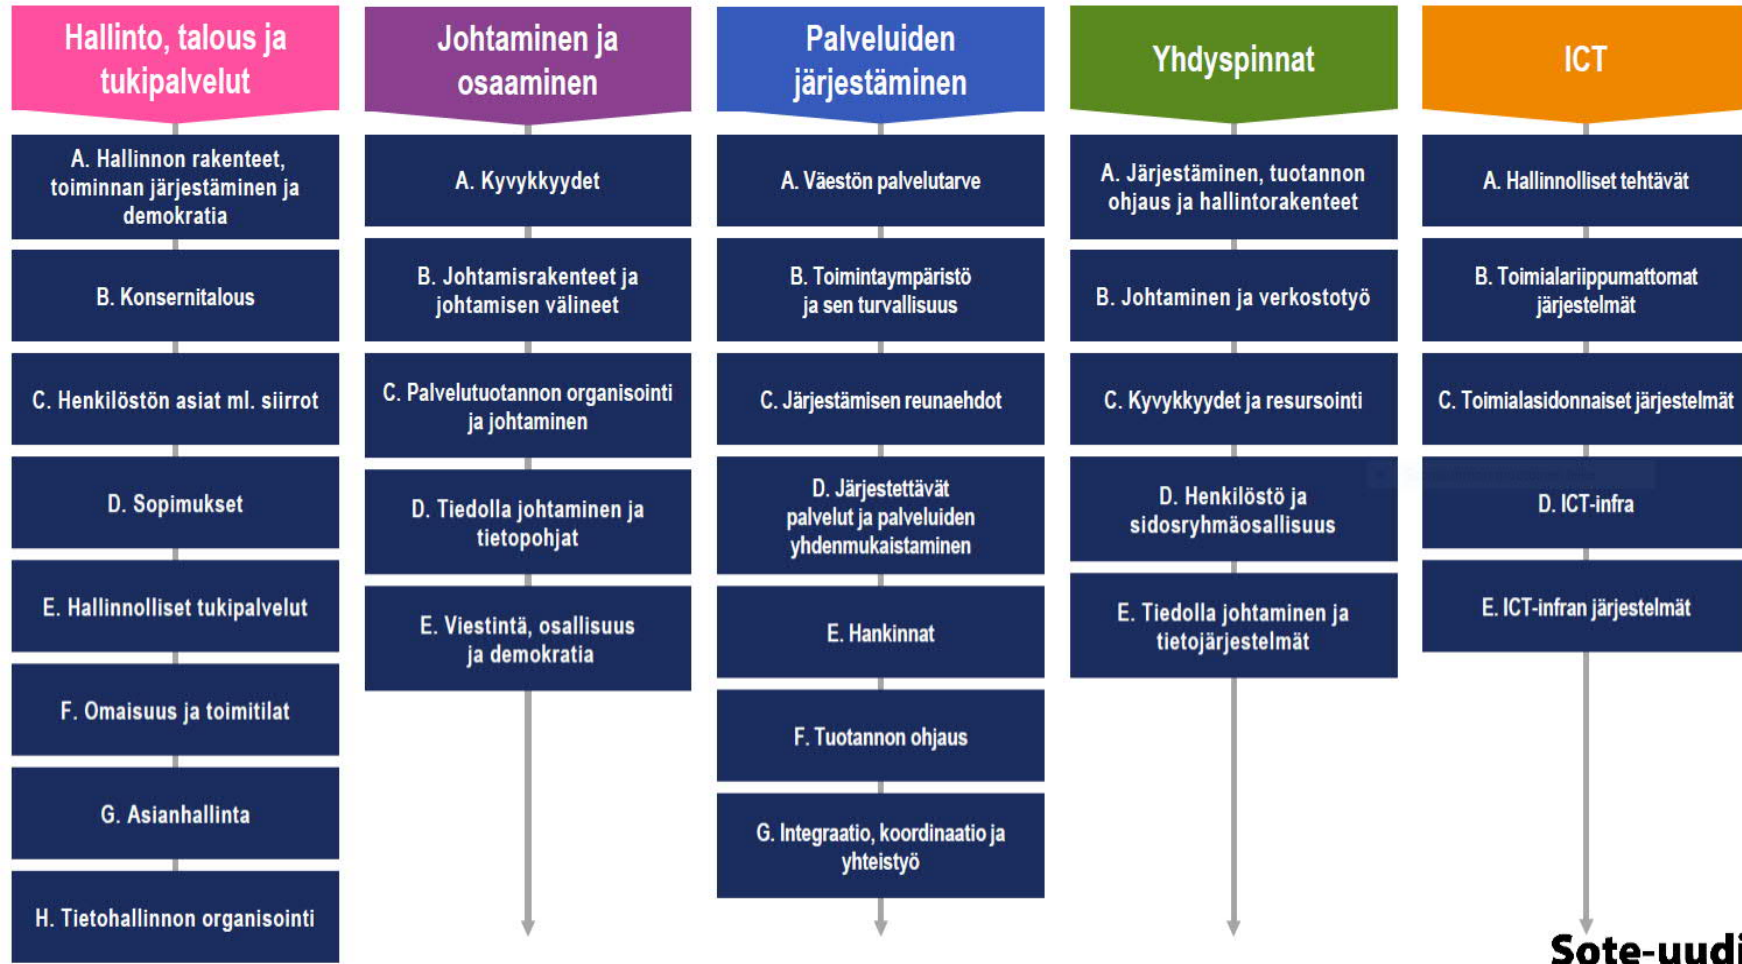 Hallinto, talous ja
tukipalvelut
A. Hallinnon rakenteet,
toiminnan järjestäminen ja
demokratia
B. Konsernitalous
C. Henkilöstön asiat ml. siirrot
D. Sopimukset
E. Hallinnolliset tukipalvelut
F. Omaisuus ja toimitilat
G. Asianhallinta
H. Tietohallinnon organisointi
Johtaminen ja
osaaminen
A. Kyvykkyydet
B. Johtamisrakenteet ja
johtamisen välineet
C. Palvelutuotannon organisointi
ja johtaminen
D. Tiedolla johtaminen ja
tietopohjat
E. Viestintä, osallisuus
ja demokratia
Palveluiden
järjestäminen
A. Väestön palvelutarve
B. Toimintaympäristö
ja sen turvallisuus
C. Järjestämisen reunaehdot
D. Järjestettävät
palvelut ja palveluiden
yhdenmukaistaminen
E. Hankinnat
F. Tuotannon ohjaus
G. Integraatio, koordinaatio ja
yhteistyö
Yhdyspinnat
A. Järjestäminen, tuotannon
ohjaus ja hallintorakenteet
B. Johtaminen ja verkostotyö
C. Kyvykkyydet ja resursointi
D. Henkilöstö ja
sidosryhmäosallisuus
E. Tiedolla johtaminen ja
tietojärjestelmät
ICT
A. Hallinnolliset tehtävät
B. Toimialariippumattomat
järjestelmät
C. Toimialasidonnaiset järjestelmät
D. ICT-infra
E. ICT-infran järjestelmät
Sote-uudi